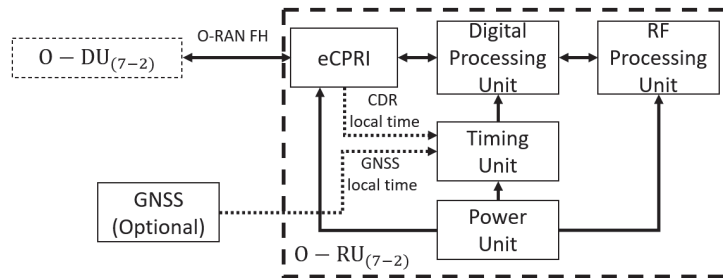 O-RAN FH
O − DU(7−2)
eCPRI
Digital
Processing
Unit
RF
Processing
Unit
CDR
local time
Timing
Unit
GNSS
local time
GNSS
(Optional)
Power
Unit
O − RU(7−2)